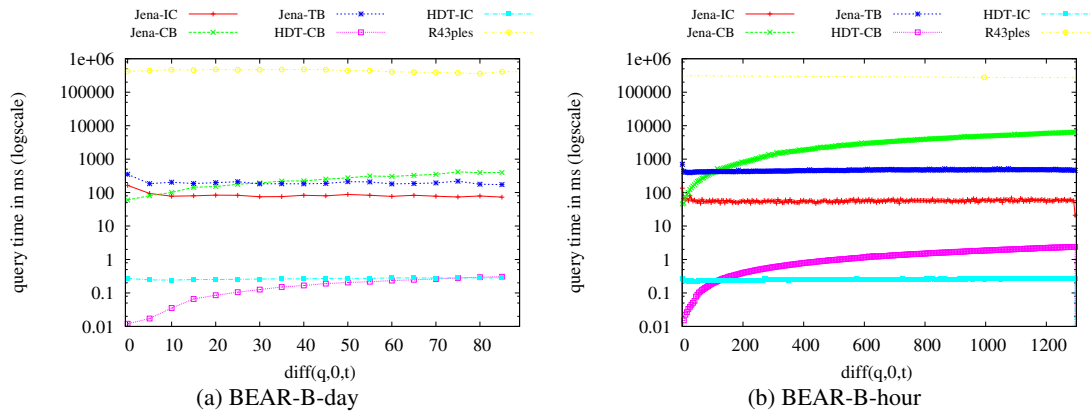 Jena-IC Jena-TB HDT-IC
Jena-CB HDT-CB R43ples
1e+06
100000
10000
1000
100
10
1
0.1
0.01
query time in ms (logscale)
0 10 20 30 40 50 60 70 80
diff(q,0,t)
(a) BEAR-B-day
Jena-IC Jena-TB HDT-IC
Jena-CB HDT-CB R43ples
1e+06
100000
10000
1000
100
10
1
0.1
0.01
query time in ms (logscale)
0 200 400 600 800 1000 1200
diff(q,0,t)
(b) BEAR-B-hour